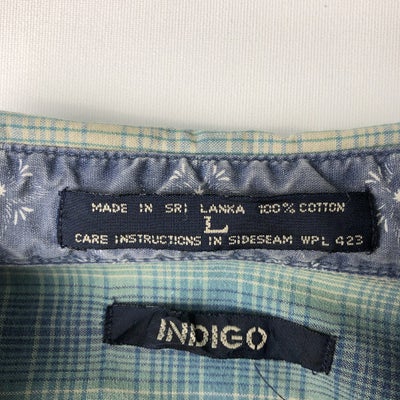 MADE IN SRI LANKA 100% COTTON
L
CARE INSTRUCTIONS IN SIDESEAM WPL 423
INDIGO